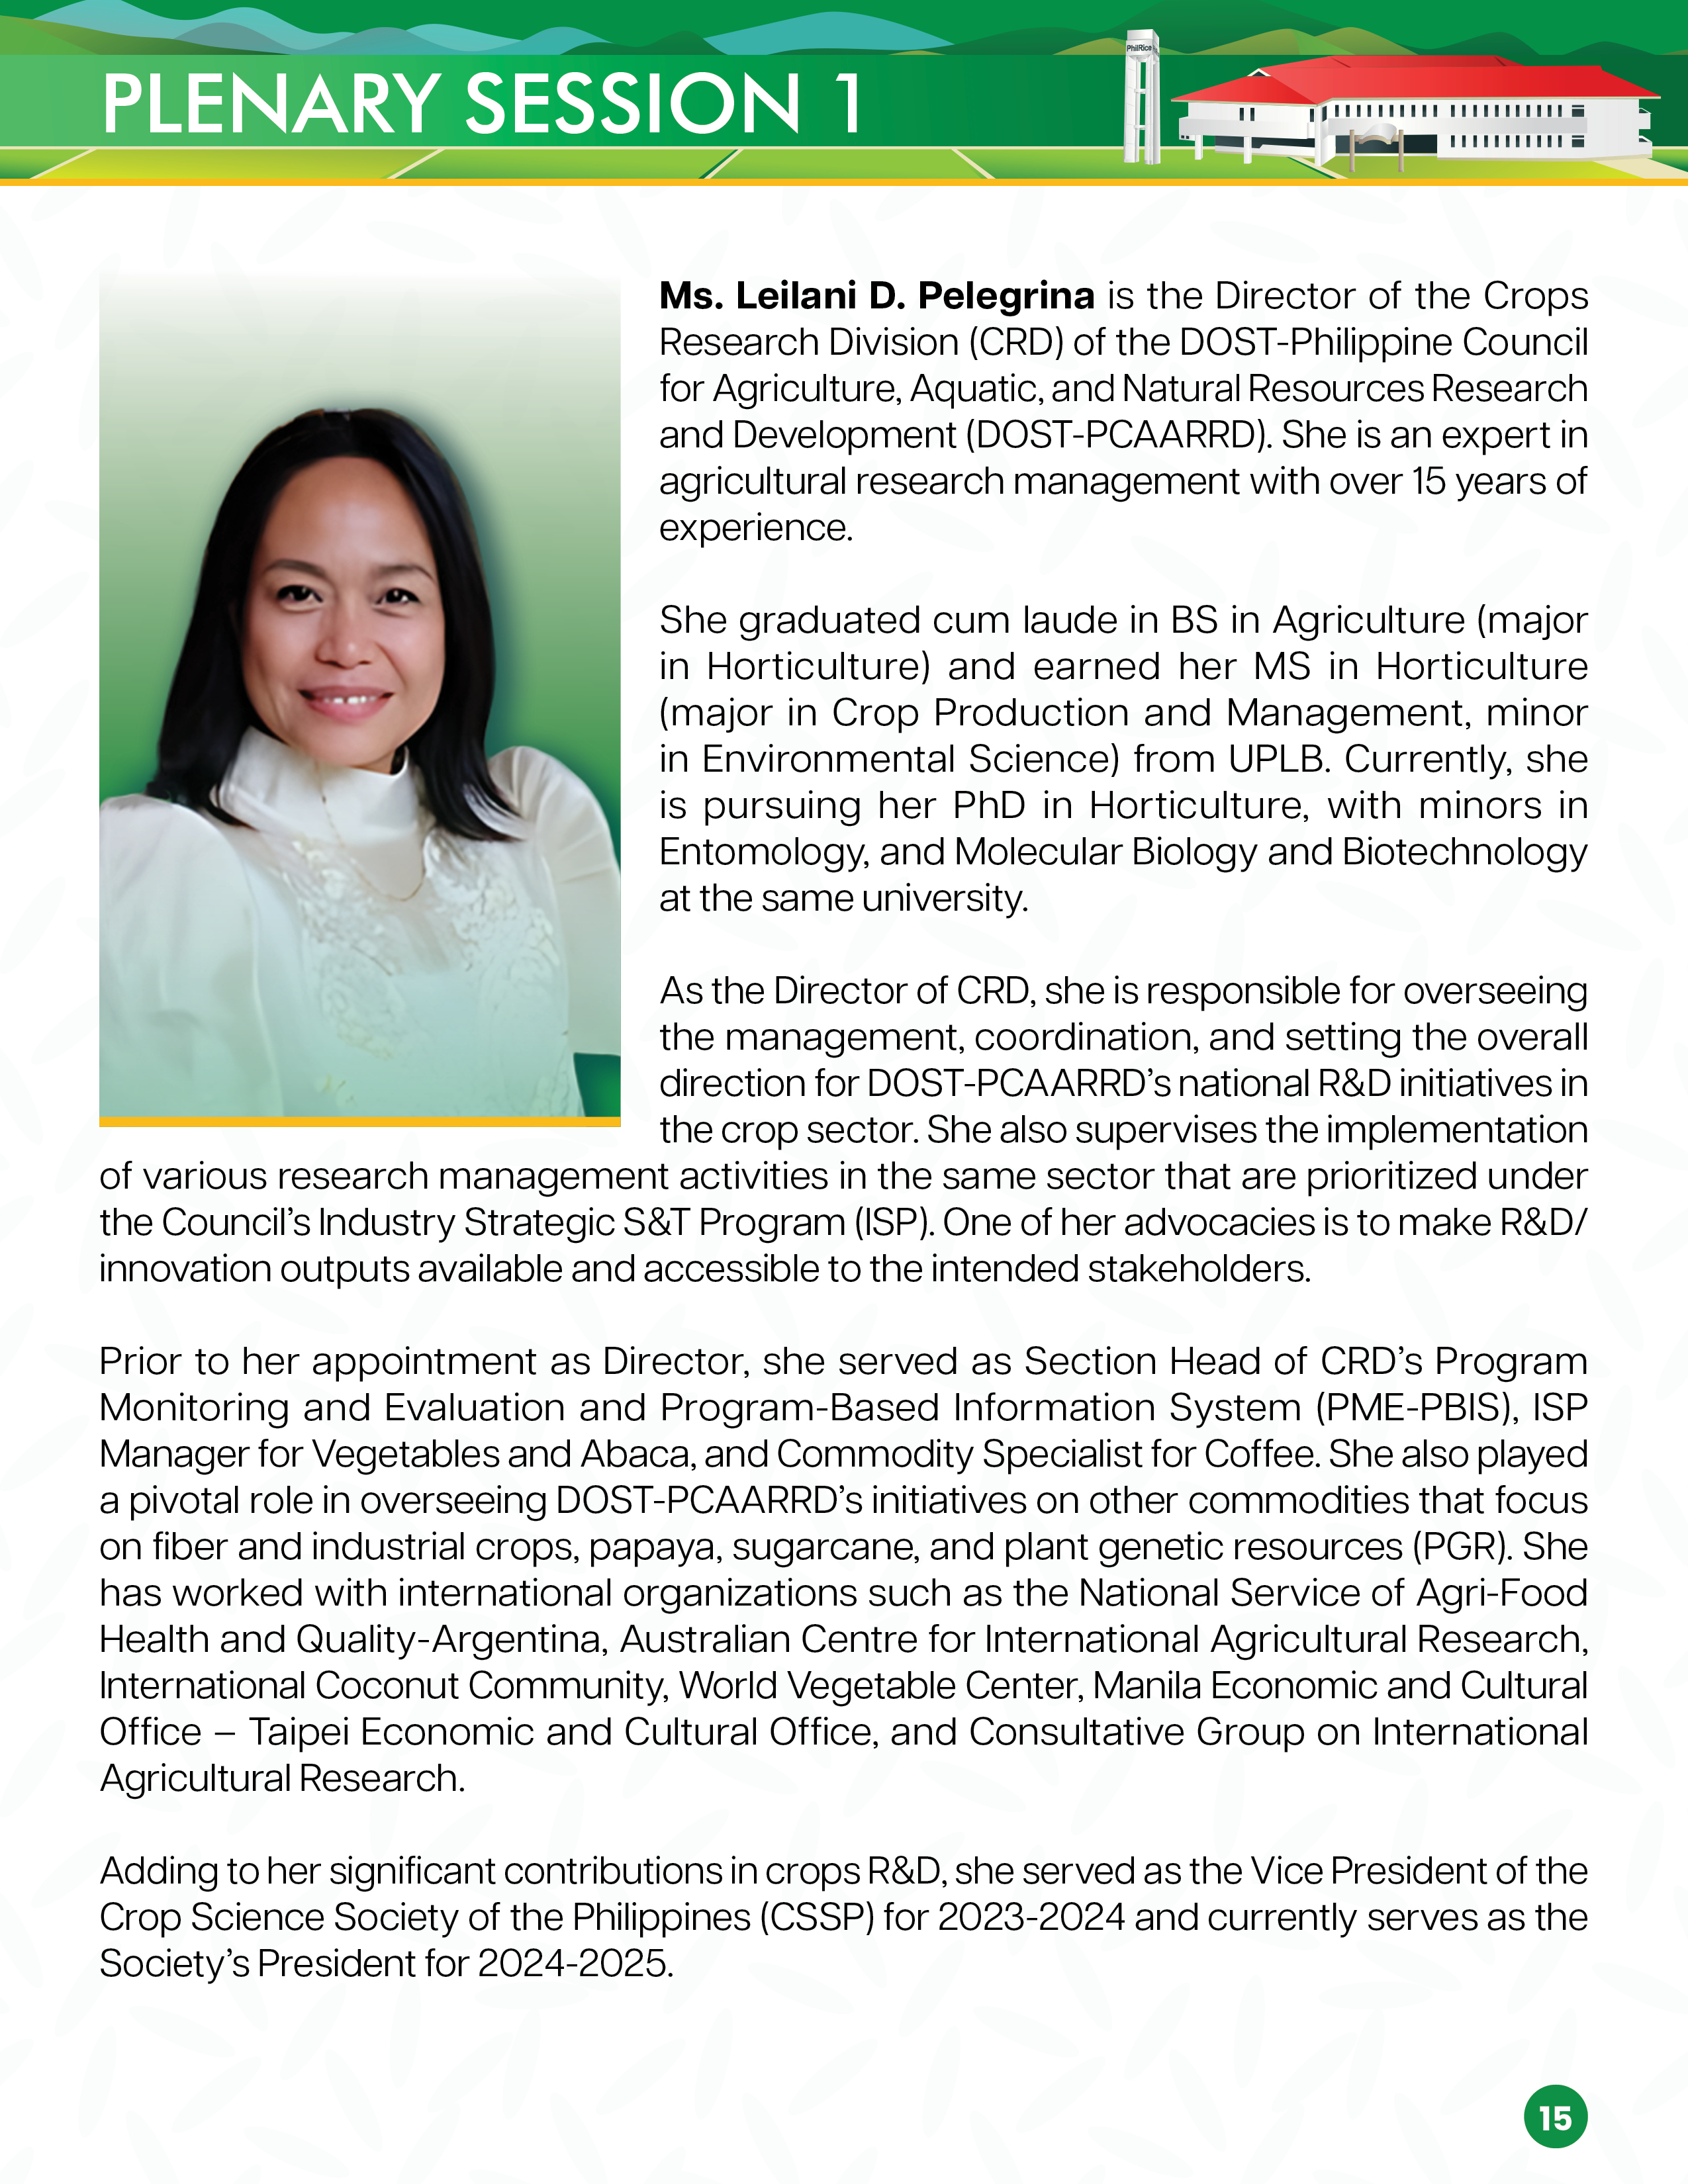 PLENARY SESSION 1
PhilRice
Ms. Leilani D. Pelegrina is the Director of the Crops
Research Division (CRD) of the DOST-Philippine Council
for Agriculture, Aquatic, and Natural Resources Research
and Development (DOST-PCAARRD). She is an expert in
agricultural research management with over 15 years of
experience.
She graduated cum laude in BS in Agriculture (major
in Horticulture) and earned her MS in Horticulture
(major in Crop Production and Management, minor
in Environmental Science) from UPLB. Currently, she
is pursuing her PhD in Horticulture, with minors in
Entomology, and Molecular Biology and Biotechnology
at the same university.
As the Director of CRD, she is responsible for overseeing
the management, coordination, and setting the overall
direction for DOST-PCAARRD’s national R&D initiatives in
the crop sector. She also supervises the implementation
of various research management activities in the same sector that are prioritized under
the Council’s Industry Strategic S&T Program (ISP). One of her advocacies is to make R&D/
innovation outputs available and accessible to the intended stakeholders.
Prior to her appointment as Director, she served as Section Head of CRD’s Program
Monitoring and Evaluation and Program-Based Information System (PME-PBIS), ISP
Manager for Vegetables and Abaca, and Commodity Specialist for Coffee. She also played
a pivotal role in overseeing DOST-PCAARRD’s initiatives on other commodities that focus
on fiber and industrial crops, papaya, sugarcane, and plant genetic resources (PGR). She
has worked with international organizations such as the National Service of Agri-Food
Health and Quality-Argentina, Australian Centre for International Agricultural Research,
International Coconut Community, World Vegetable Center, Manila Economic and Cultural
Office – Taipei Economic and Cultural Office, and Consultative Group on International
Agricultural Research.
Adding to her significant contributions in crops R&D, she served as the Vice President of the
Crop Science Society of the Philippines (CSSP) for 2023-2024 and currently serves as the
Society’s President for 2024-2025.
15